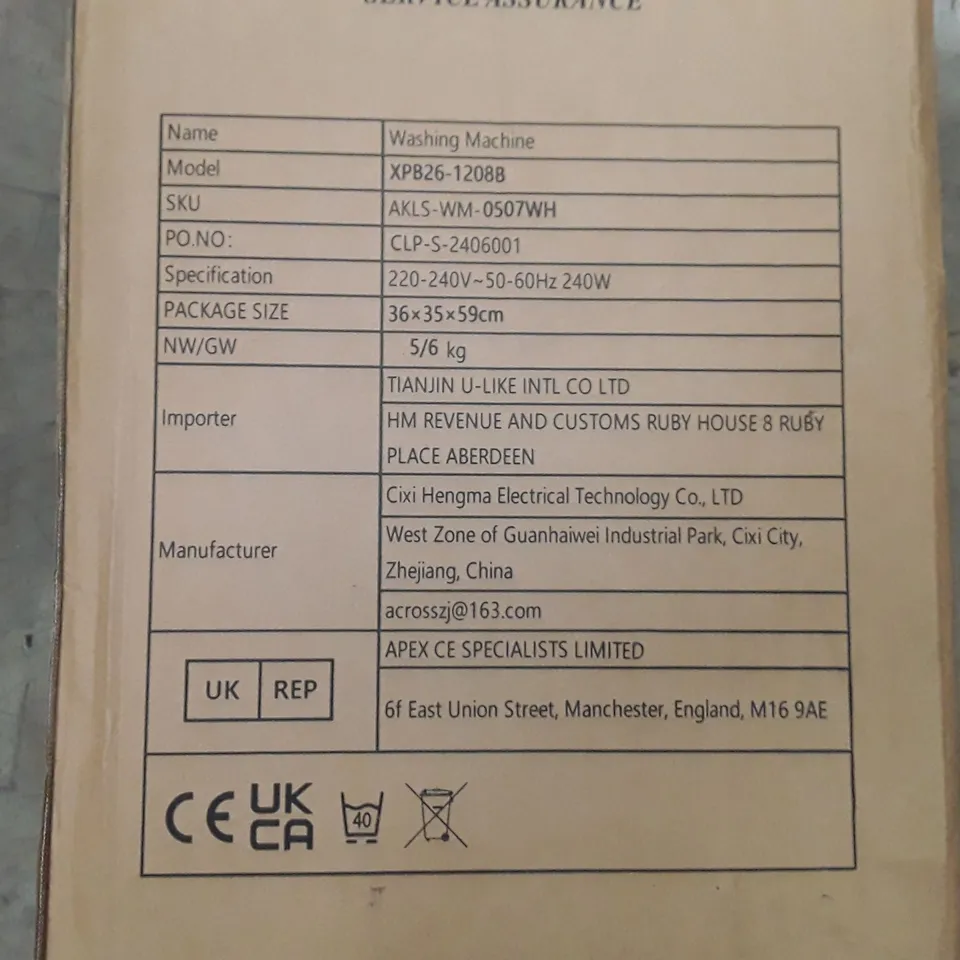 SERVICE ASSURANCE
Name Washing Machine
Model XPB26-1208B
SKU AKLS-WM-0507WH
PO.NO: CLP-S-2406001
Specification 220-240V~50-60Hz 240W
PACKAGE SIZE 36×35×59cm
NW/GW 5/6 kg
Importer
TIANJIN U-LIKE INTL CO LTD
HM REVENUE AND CUSTOMS RUBY HOUSE 8 RUBY
PLACE ABERDEEN
Manufacturer
Cixi Hengma Electrical Technology Co., LTD
West Zone of Guanhaiwei Industrial Park, Cixi City,
Zhejiang, China
acrosszj@163.com
UK REP
APEX CE SPECIALISTS LIMITED
6f East Union Street, Manchester, England, M16 9AE
CE UK CA 40